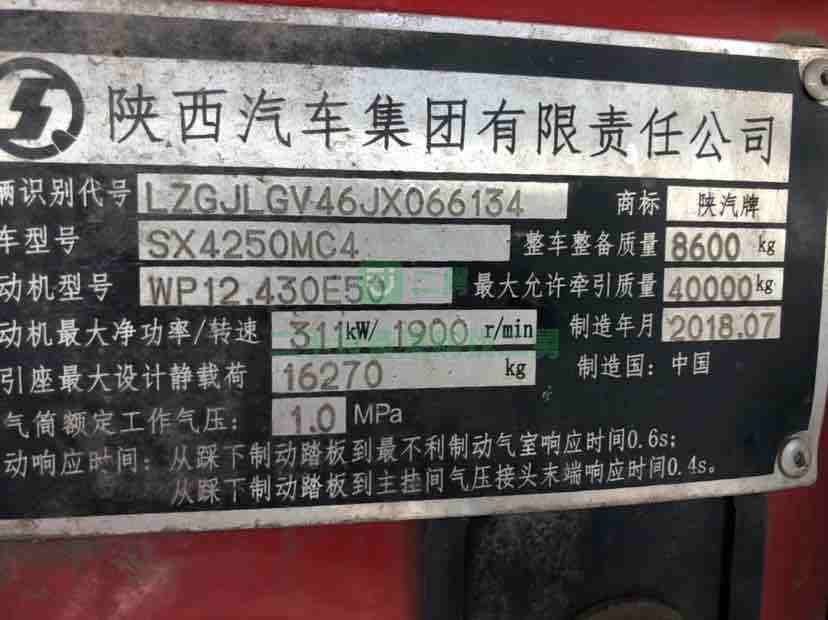 陕西汽车集团有限责任公司
辆识别代号 LZGJLGV46JX066134 商标 陕汽牌
车型号 SX4250MC4 整车整备质量 8600 kg
动机型号 WP12.430E50 最大允许牵引质量 40000 kg
动机最大净功率/转速 311 kW/ 1900 r/min 制造年月 2018.07
引座最大设计静载荷 16270 kg 制造国：中国
气筒额定工作气压： 1.0 MPa
动响应时间：从踩下制动踏板到最不利制动气室响应时间0.6s；
从踩下制动踏板到主挂间气压接头末端响应时间0.4s。